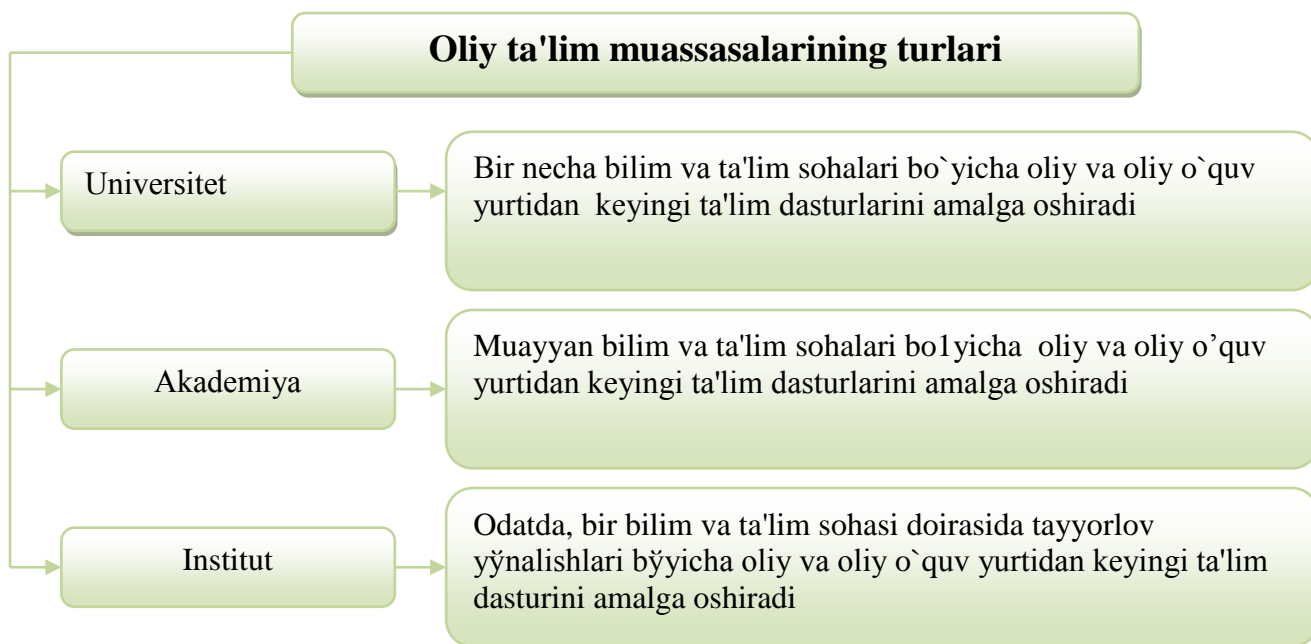 Oliy ta'lim muassasalarining turlari
Universitet
Bir necha bilim va ta'lim sohalari bo`yicha oliy va oliy o`quv
yurtidan keyingi ta'lim dasturlarini amalga oshiradi
Akademiya
Muayyan bilim va ta'lim sohalari bo1yicha oliy va oliy o’quv
yurtidan keyingi ta'lim dasturlarini amalga oshiradi
Institut
Odatda, bir bilim va ta'lim sohasi doirasida tayyorlov
yўnalishlari bўyicha oliy va oliy o`quv yurtidan keyingi ta'lim
dasturini amalga oshiradi